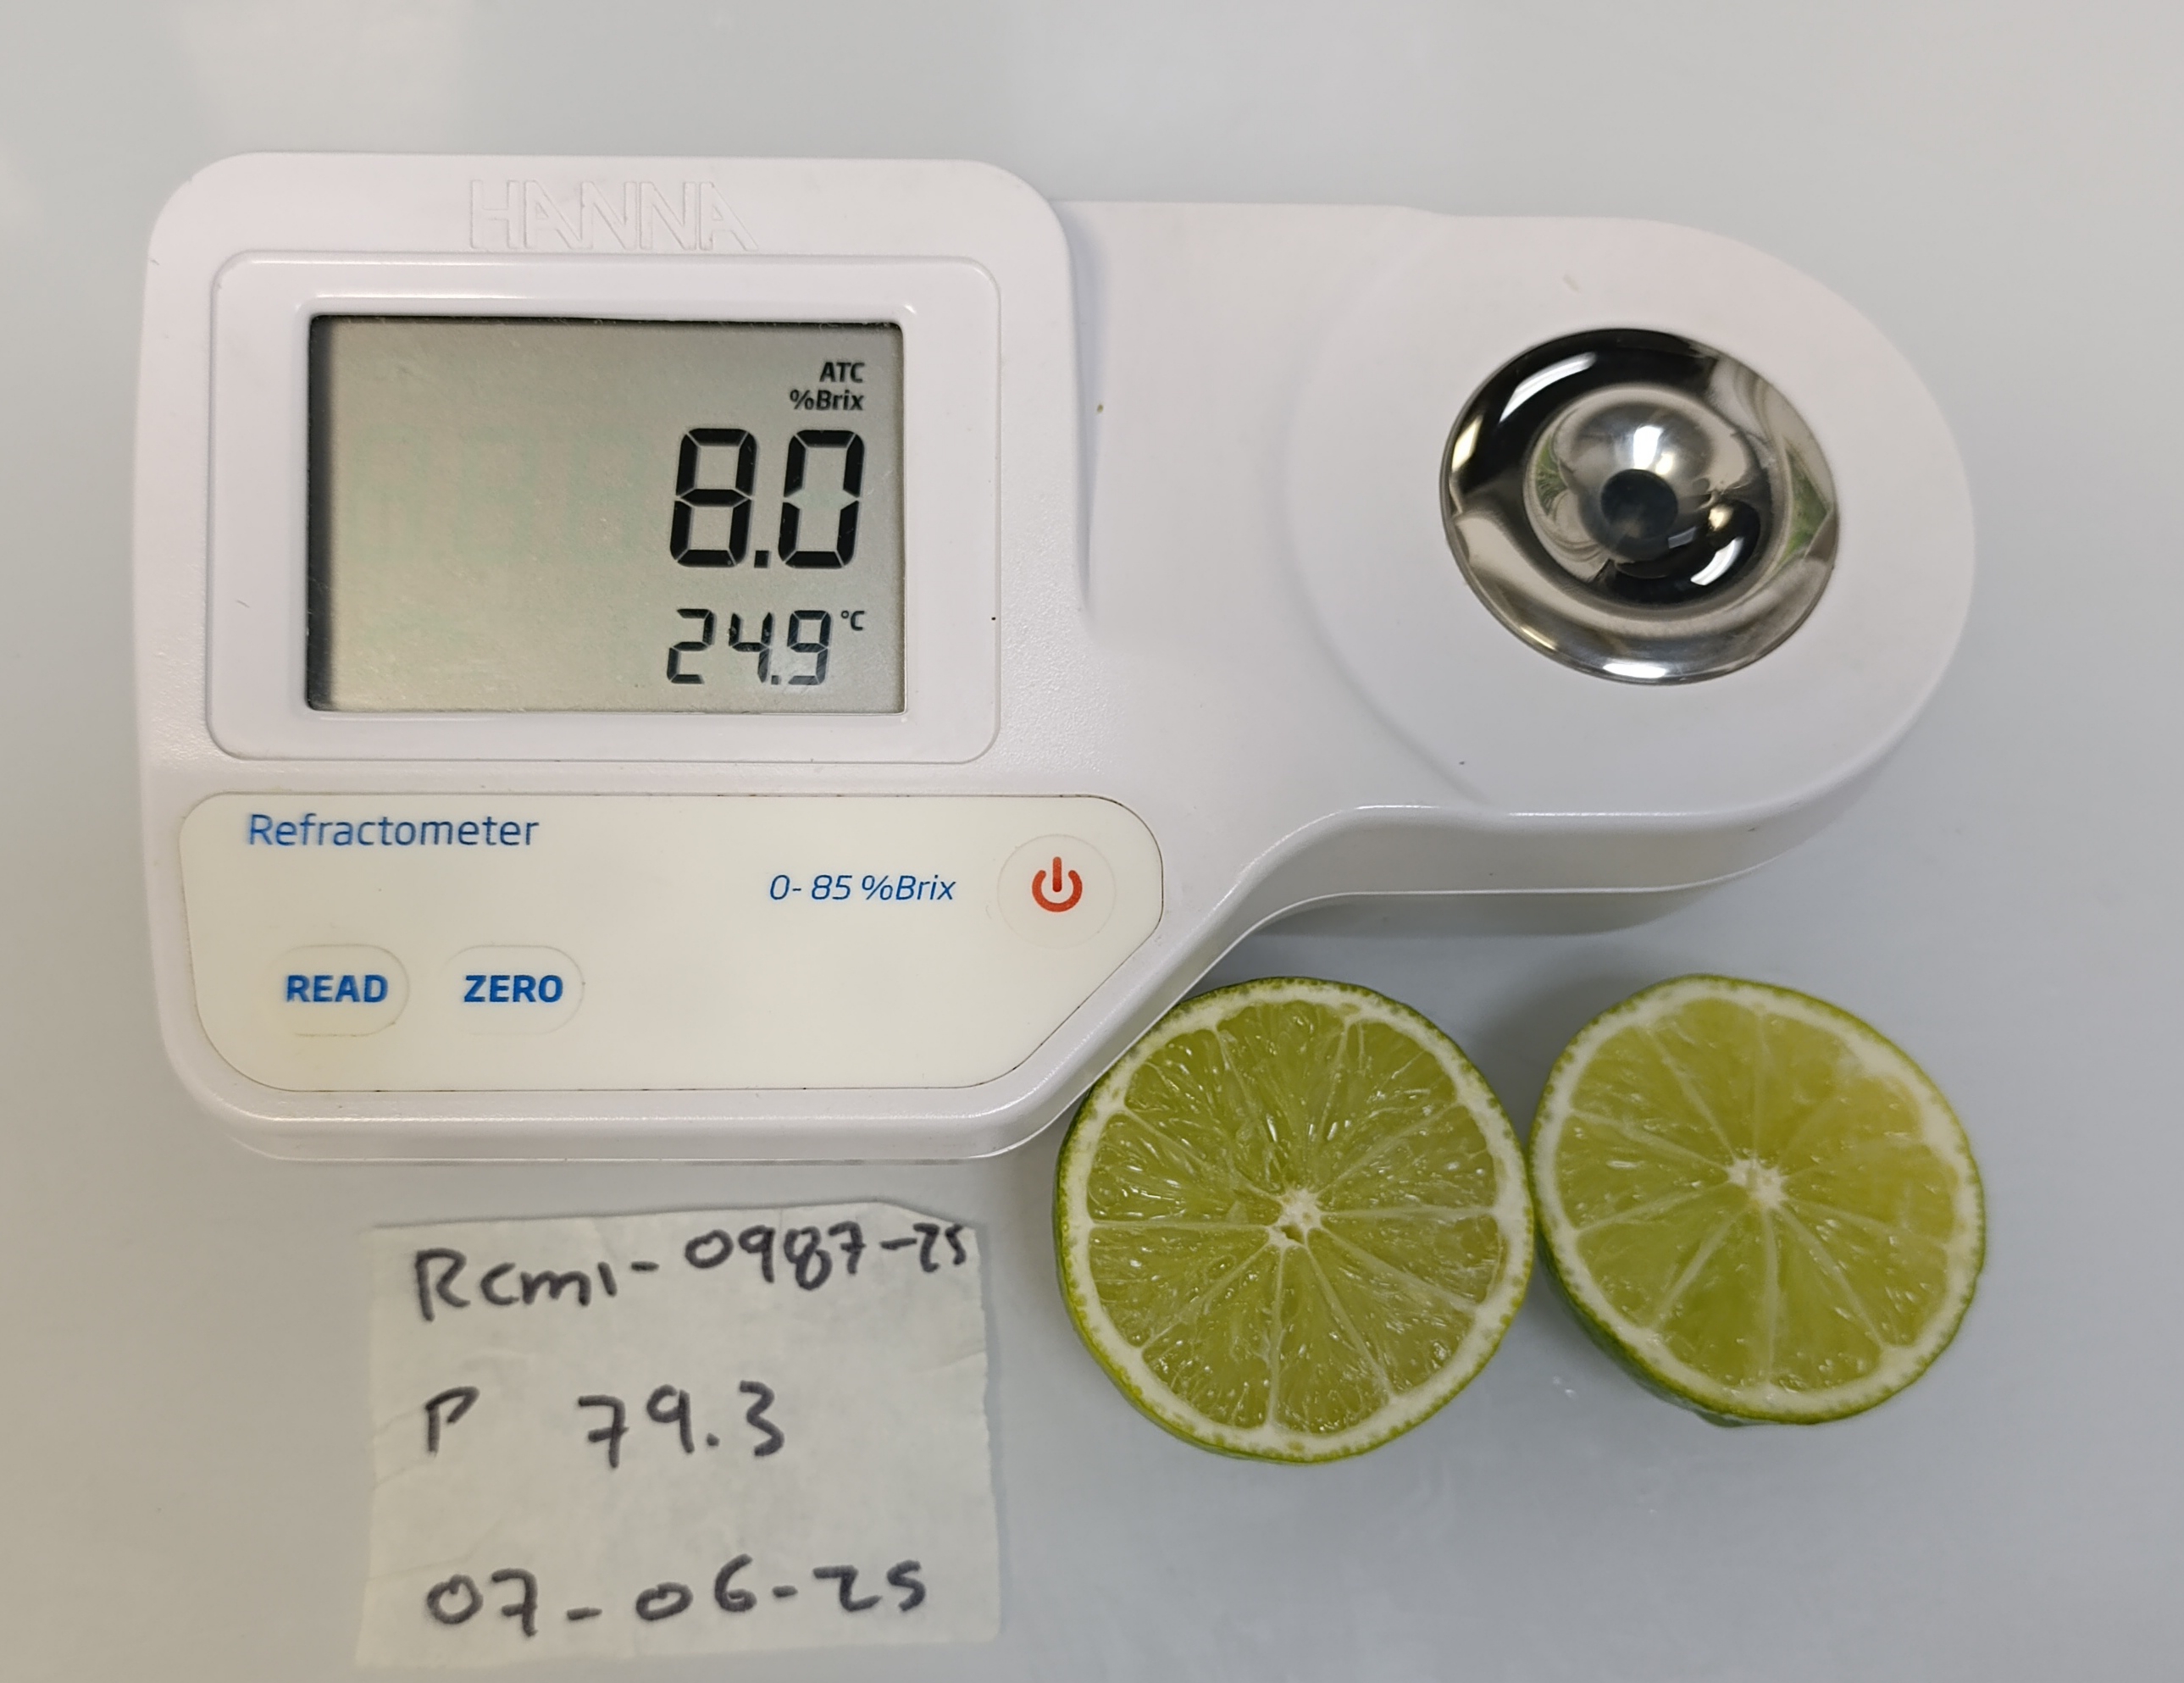 HANNA
ATC
%Brix
8.0
24.9 °C
Refractometer
0- 85 %Brix
READ ZERO
Rcmi-0987-25
P 79.3
07-06-25